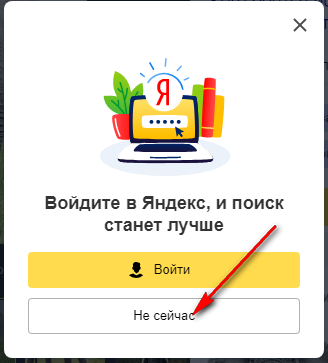 Я
Войдите в Яндекс, и поиск
станет лучше
Войти
Не сейчас